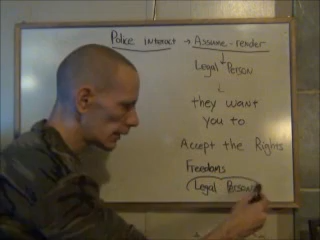 Police interact → Assume-render
Legal Person
they want
you to
Accept the Rights
Freedoms
Legal Person